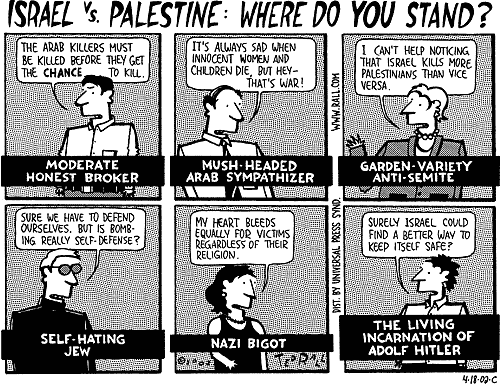 ISRAEL VS. PALESTINE: WHERE DO YOU STAND?
THE ARAB KILLERS MUST
BE KILLED BEFORE THEY GET
THE CHANCE TO KILL.
MODERATE
HONEST BROKER
IT'S ALWAYS SAD WHEN
INNOCENT WOMEN AND
CHILDREN DIE, BUT HEY-
THAT'S WAR!
MUSH-HEADED
ARAB SYMPATHIZER
WWW.RALL.COM
I CAN'T HELP NOTICING
THAT ISRAEL KILLS MORE
PALESTINIANS THAN VICE
VERSA.
GARDEN-VARIETY
ANTI-SEMITE
SURE WE HAVE TO DEFEND
OURSELVES. BUT IS BOMB-
ING REALLY SELF-DEFENSE?
SELF-HATING
JEW
MY HEART BLEEDS
EQUALLY FOR VICTIMS
REGARDLESS OF THEIR
RELIGION.
NAZI BIGOT
©2002 TED RALL
DIST. BY UNIVERSAL PRESS SYND.
SURELY ISRAEL COULD
FIND A BETTER WAY TO
KEEP ITSELF SAFE?
THE LIVING
INCARNATION OF
ADOLF HITLER
4-18-02-C